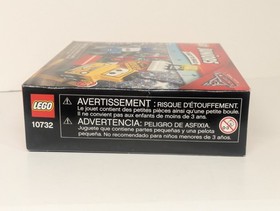 LEGO
10732
AVERTISSEMENT : RISQUE D'ÉTOUFFEMENT.
Le jouet contient des petites pièces ainsi qu'une petite boule.
Il ne convient pas aux enfants de moins de 3 ans.
ADVERTENCIA: PELIGRO DE ASFIXIA.
Juguete que contiene partes pequeñas y una pelota
pequeña. No recomendado para niños menores de 3 años.